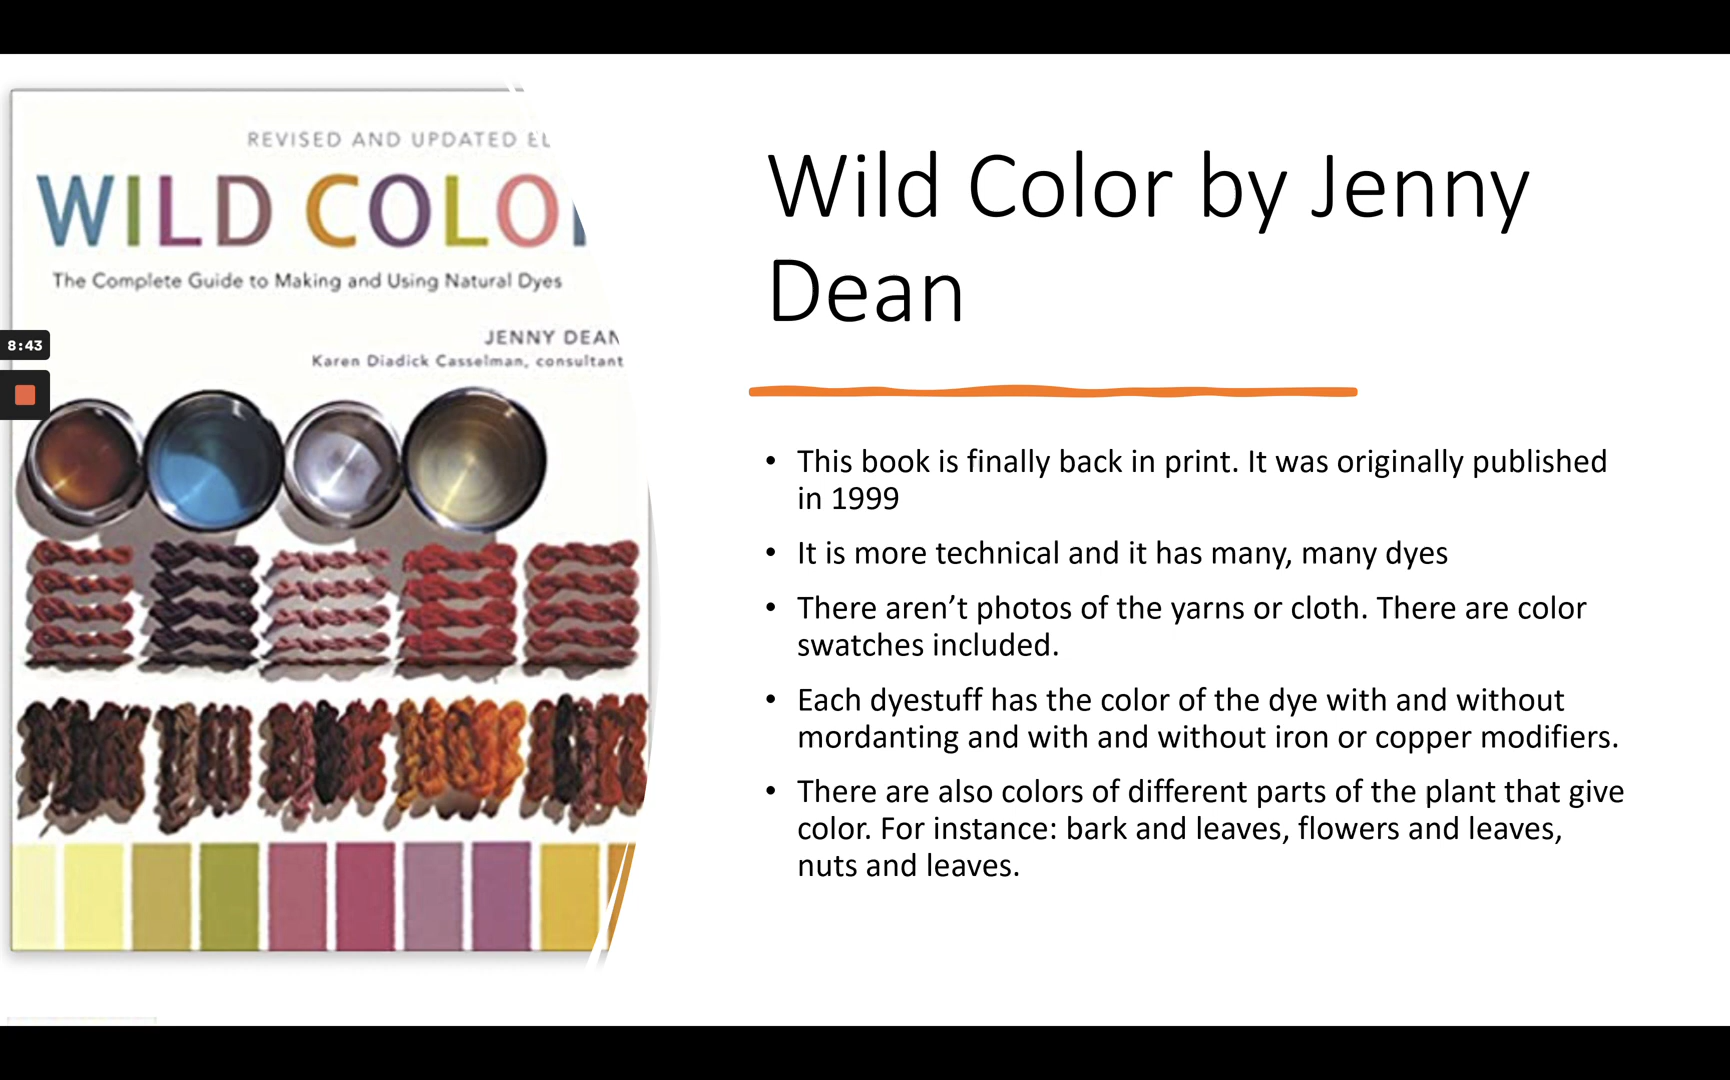 REVISED AND UPDATED
WILD COLO
The Complete Guide to Making and Using Natural Dyes
JENNY DEAN
Karen Diadick Casselman, consultant
8:43
Wild Color by Jenny
Dean
• This book is finally back in print. It was originally published
in 1999
• It is more technical and it has many, many dyes
• There aren’t photos of the yarns or cloth. There are color
swatches included.
• Each dyestuff has the color of the dye with and without
mordanting and with and without iron or copper modifiers.
• There are also colors of different parts of the plant that give
color. For instance: bark and leaves, flowers and leaves,
nuts and leaves.